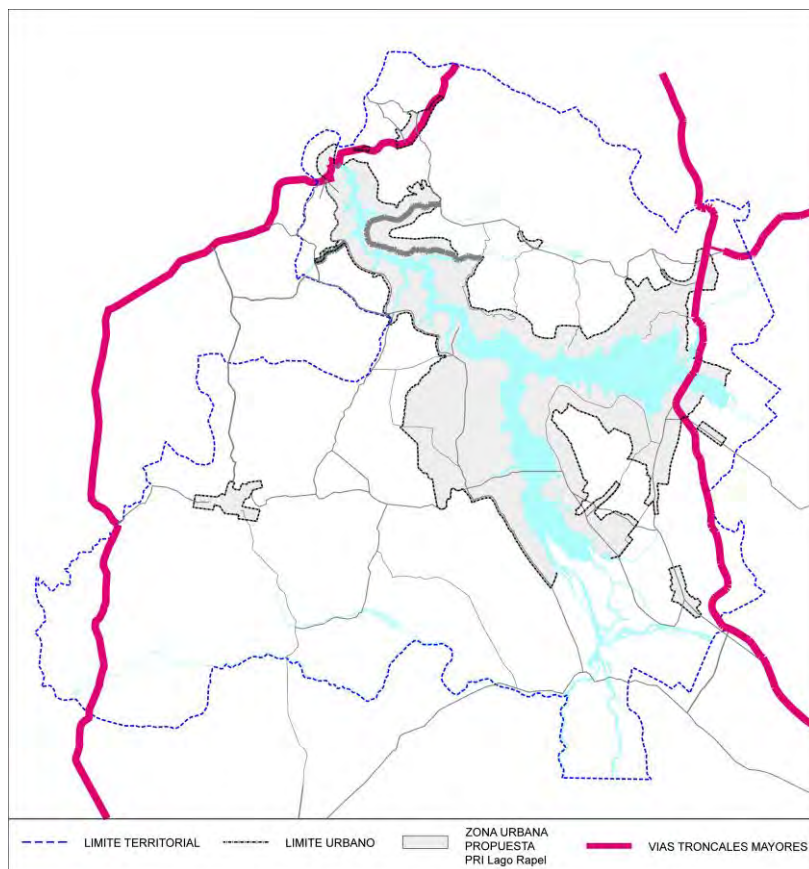 LIMITE TERRITORIAL
LIMITE URBANO
ZONA URBANA
PROPUESTA
PRI Lago Rapel
VIAS TRONCALES MAYORES